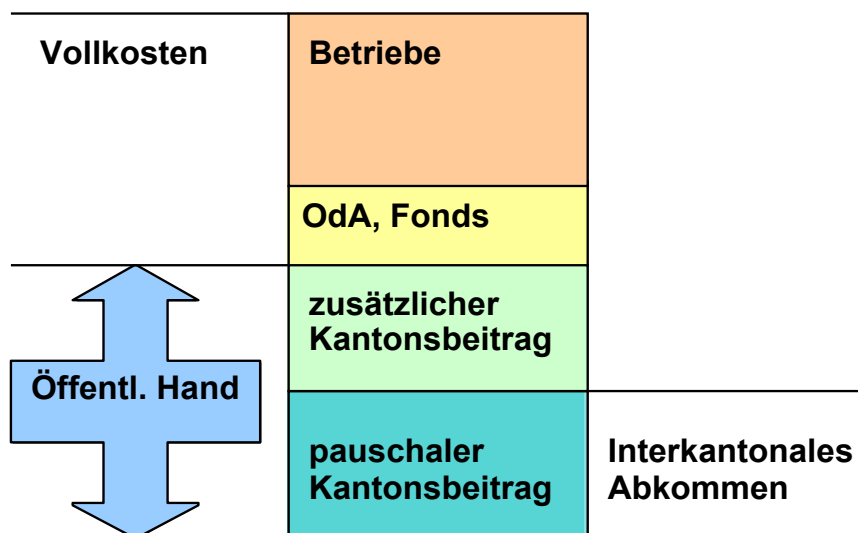 Vollkosten
Betriebe
OdA, Fonds
zusätzlicher
Kantonsbeitrag
Öffentl. Hand
pauschaler
Kantonsbeitrag
Interkantonales
Abkommen